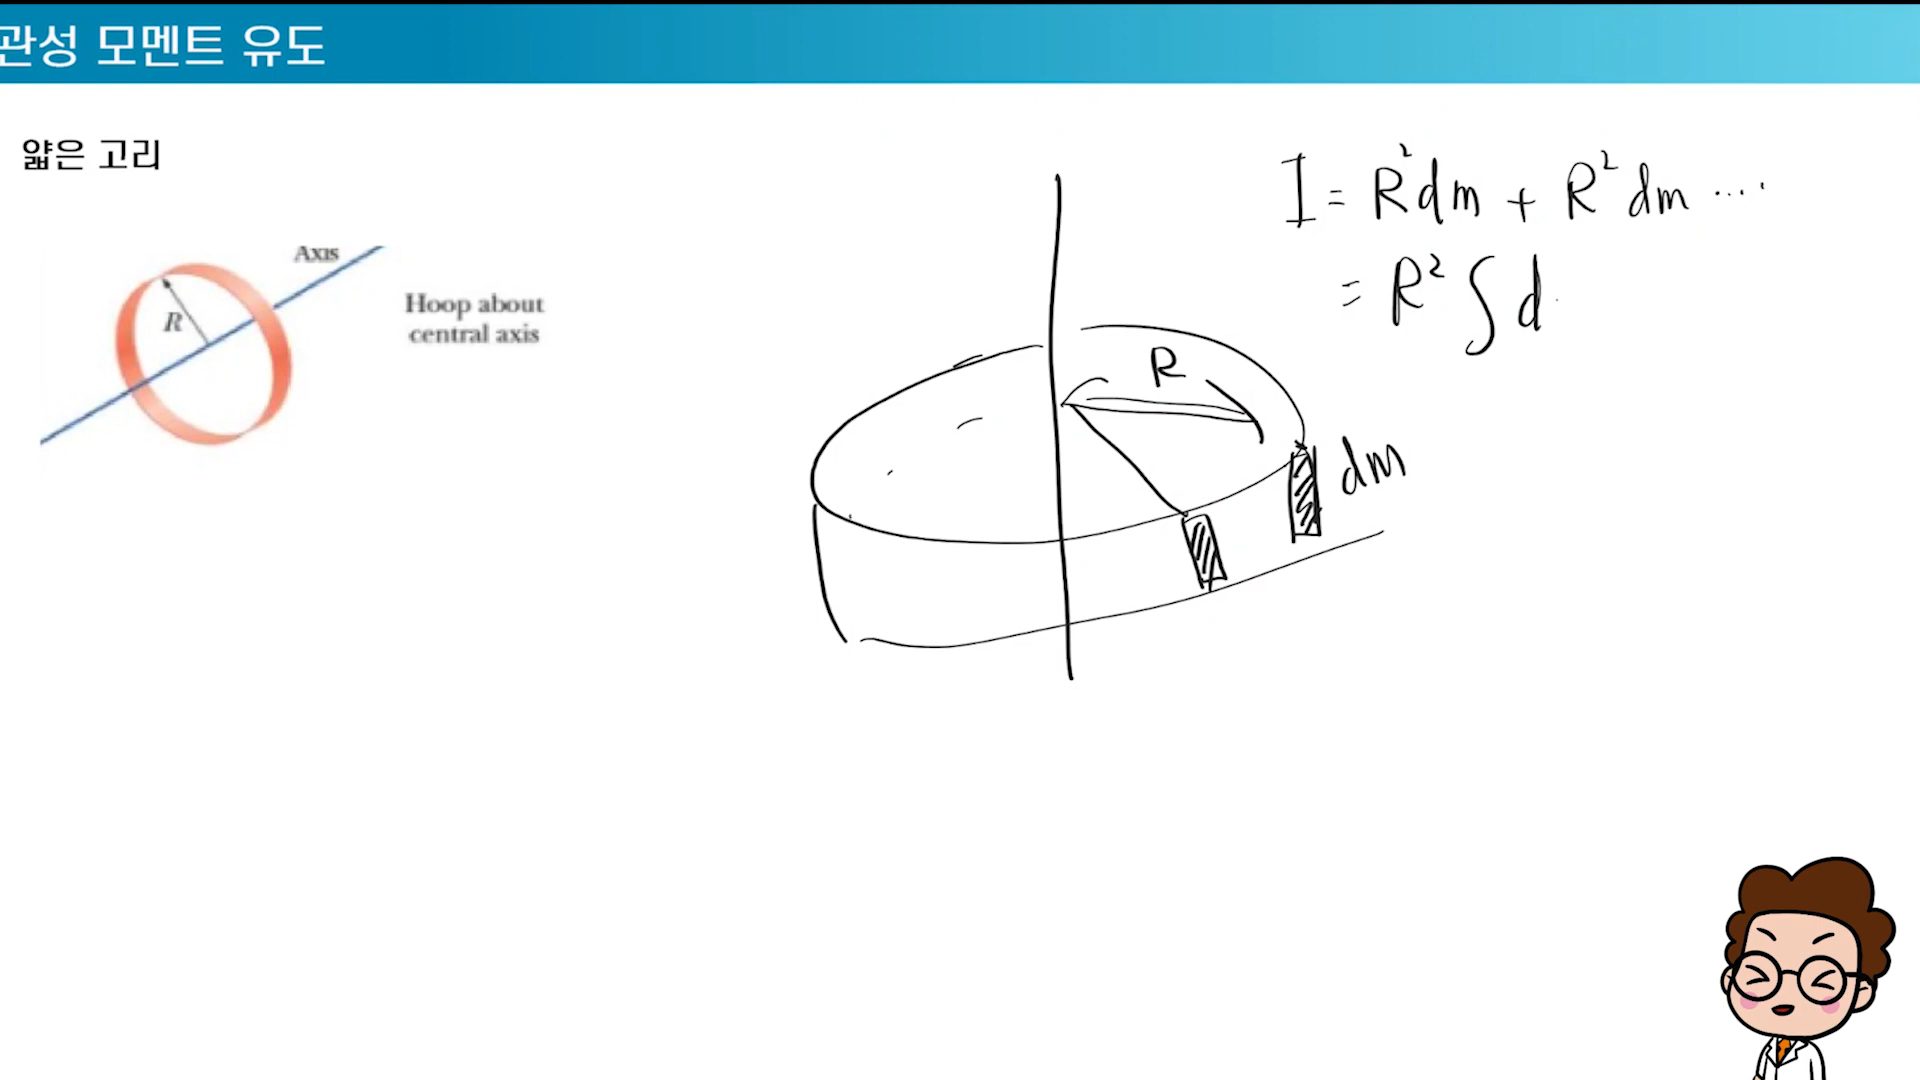 관성 모멘트 유도
얇은 고리
Axis
R
Hoop about
central axis
I = R²dm + R²dm ....
= R² ∫ d
R
dm